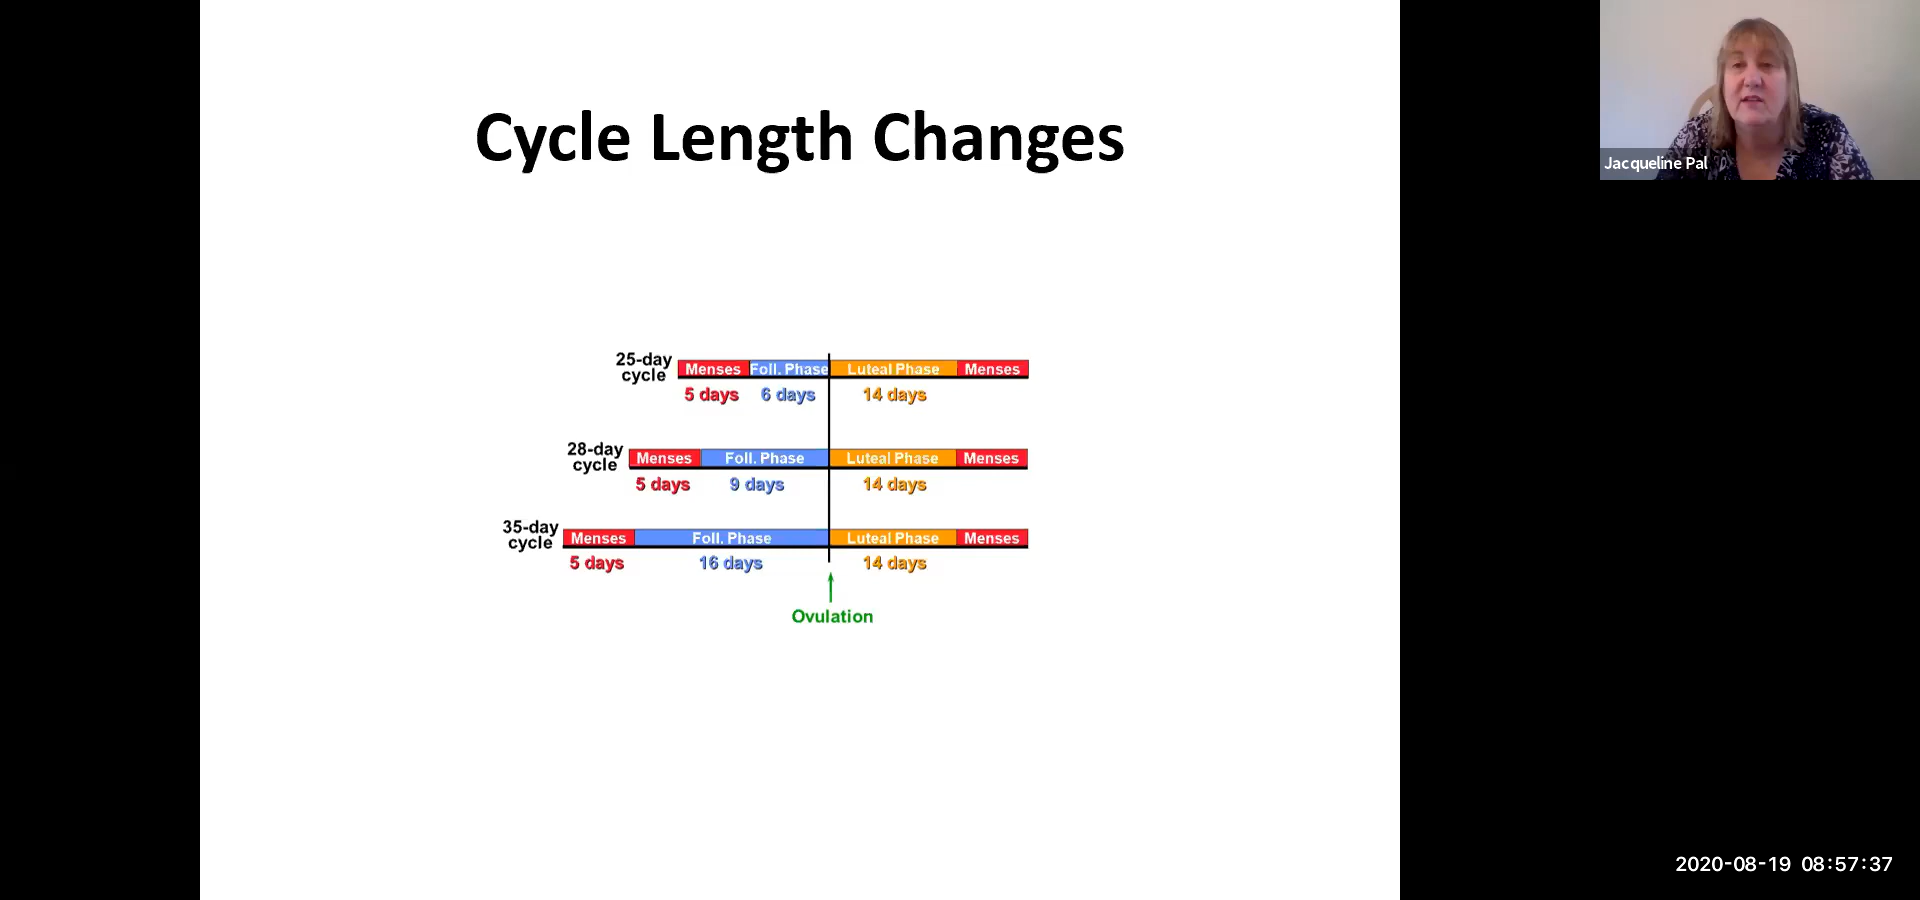 Cycle Length Changes
Jacqueline Pal
25-day
cycle
Menses Foll. Phase Luteal Phase Menses
5 days 6 days 14 days
28-day
cycle
Menses Foll. Phase Luteal Phase Menses
5 days 9 days 14 days
35-day
cycle
Menses Foll. Phase Luteal Phase Menses
5 days 16 days 14 days
Ovulation
2020-08-19 08:57:37